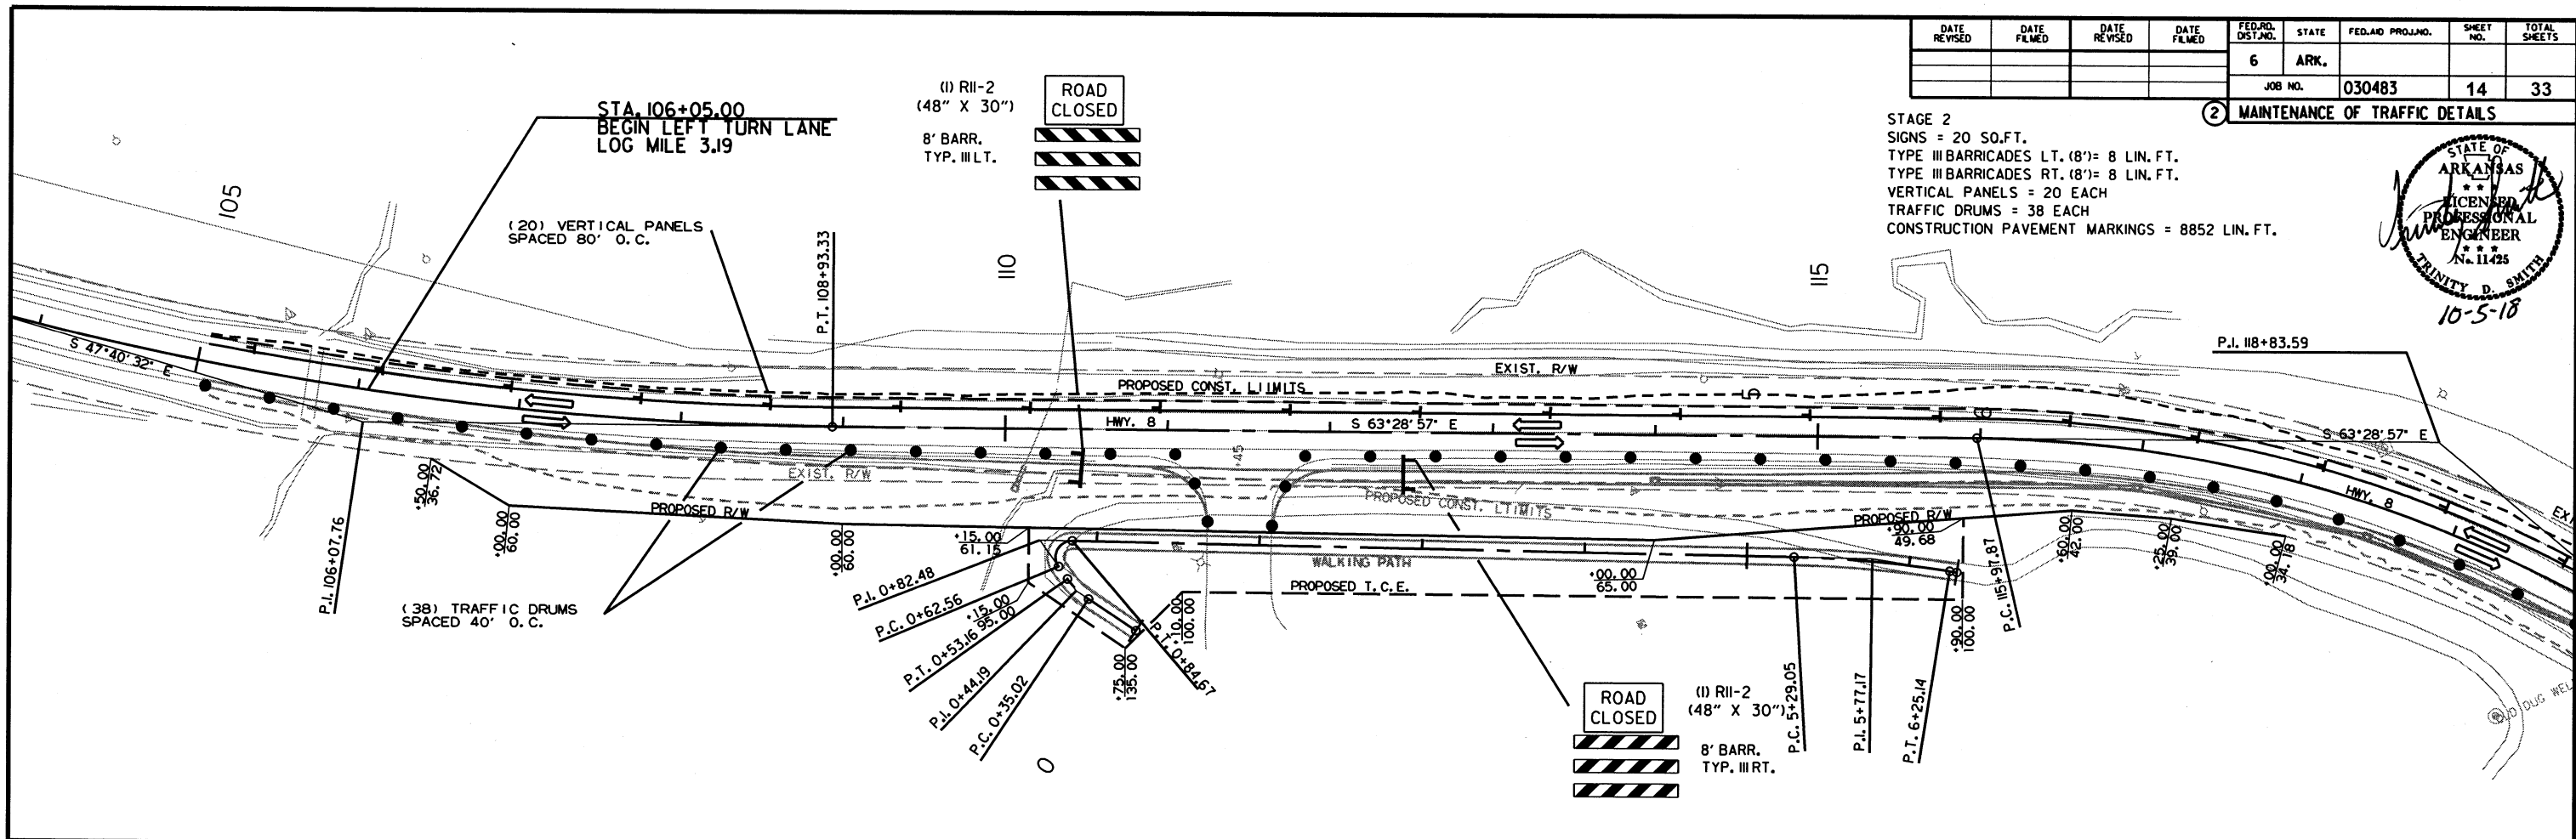 DATE REVISED
DATE FILMED
DATE REVISED
DATE FILMED
FED.RD. DIST.NO.
STATE
FED.AID PROJ.NO.
SHEET NO.
TOTAL SHEETS
6
ARK.
JOB NO.
030483
14
33
2
MAINTENANCE OF TRAFFIC DETAILS
STAGE 2
SIGNS = 20 SQ.FT.
TYPE III BARRICADES LT. (8')= 8 LIN. FT.
TYPE III BARRICADES RT. (8')= 8 LIN. FT.
VERTICAL PANELS = 20 EACH
TRAFFIC DRUMS = 38 EACH
CONSTRUCTION PAVEMENT MARKINGS = 8852 LIN. FT.
STATE OF
ARKANSAS
LICENSED
PROFESSIONAL
ENGINEER
No. 11425
TRINITY D. SMITH
10-5-18
STA. 106+05.00
BEGIN LEFT TURN LANE
LOG MILE 3.19
(1) R11-2
(48" X 30")
8' BARR.
TYP. III LT.
ROAD
CLOSED
105
(20) VERTICAL PANELS
SPACED 80' O.C.
P.T. 108+93.33
110
115
P.I. 118+83.59
S 47°40'32" E
PROPOSED CONST. LIIMITS
EXIST. R/W
5
6
HWY. 8
S 63°28'57" E
S 63°28'57" E
+45
EXIST. R/W
PROPOSED CONST. LTIMITS
HWY. 8
PROPOSED R/W
PROPOSED R/W
P.I. 106+07.76
+50.00
36.72
+00.00
60.00
+00.00
60.00
+15.00
61.15
WALKING PATH
PROPOSED T.C.E.
+00.00
65.00
+90.00
49.68
+60.00
42.00
+25.00
39.00
+00.00
34.18
P.C. 115+97.87
+90.00
100.00
(38) TRAFFIC DRUMS
SPACED 40' O.C.
P.I. 0+82.48
P.C. 0+62.56
+15.00
95.00
P.T. 0+53.16
P.I. 0+44.19
P.C. 0+35.02
+75.00
135.00
P.T. 0+84.67
+10.00
100.00
0
ROAD
CLOSED
(1) R11-2
(48" X 30")
8' BARR.
TYP. III RT.
P.C. 5+29.05
P.I. 5+77.17
P.T. 6+25.14
OLD DUG WEL
EXI